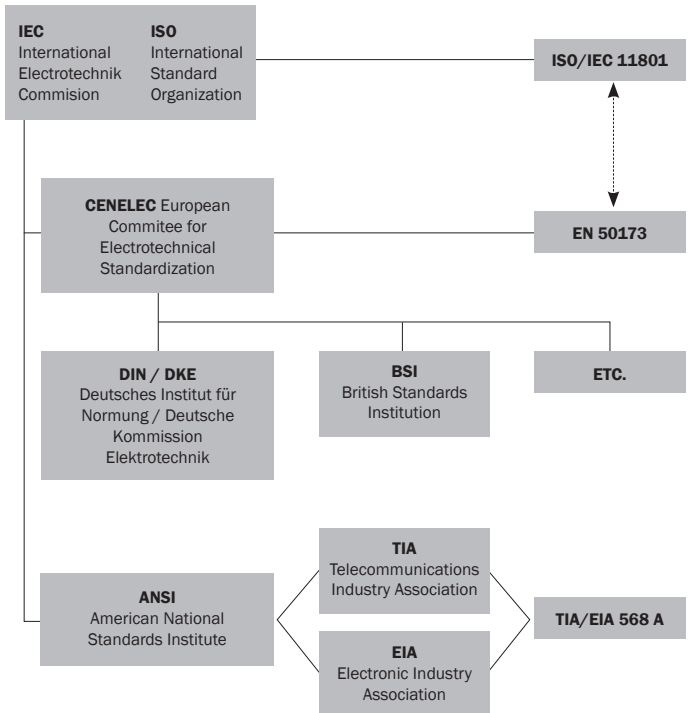 IEC
International
Electrotechnik
Commision
ISO
International
Standard
Organization
ISO/IEC 11801
CENELEC European
Commitee for
Electrotechnical
Standardization
EN 50173
DIN / DKE
Deutsches Institut für
Normung / Deutsche
Kommission
Elektrotechnik
BSI
British Standards
Institution
ETC.
ANSI
American National
Standards Institute
TIA
Telecommunications
Industry Association
EIA
Electronic Industry
Association
TIA/EIA 568 A